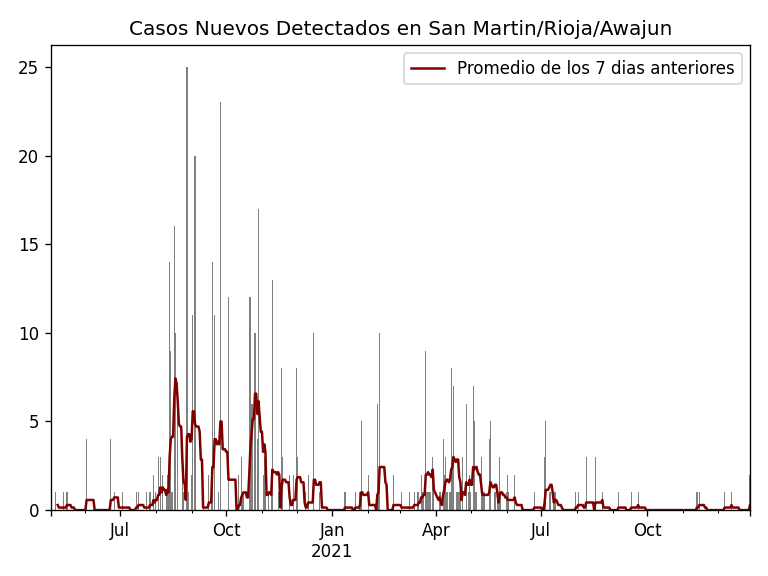 Casos Nuevos Detectados en San Martin/Rioja/Awajun
Promedio de los 7 dias anteriores
25
20
15
10
5
0
Jul Oct Jan Apr Jul Oct
2021